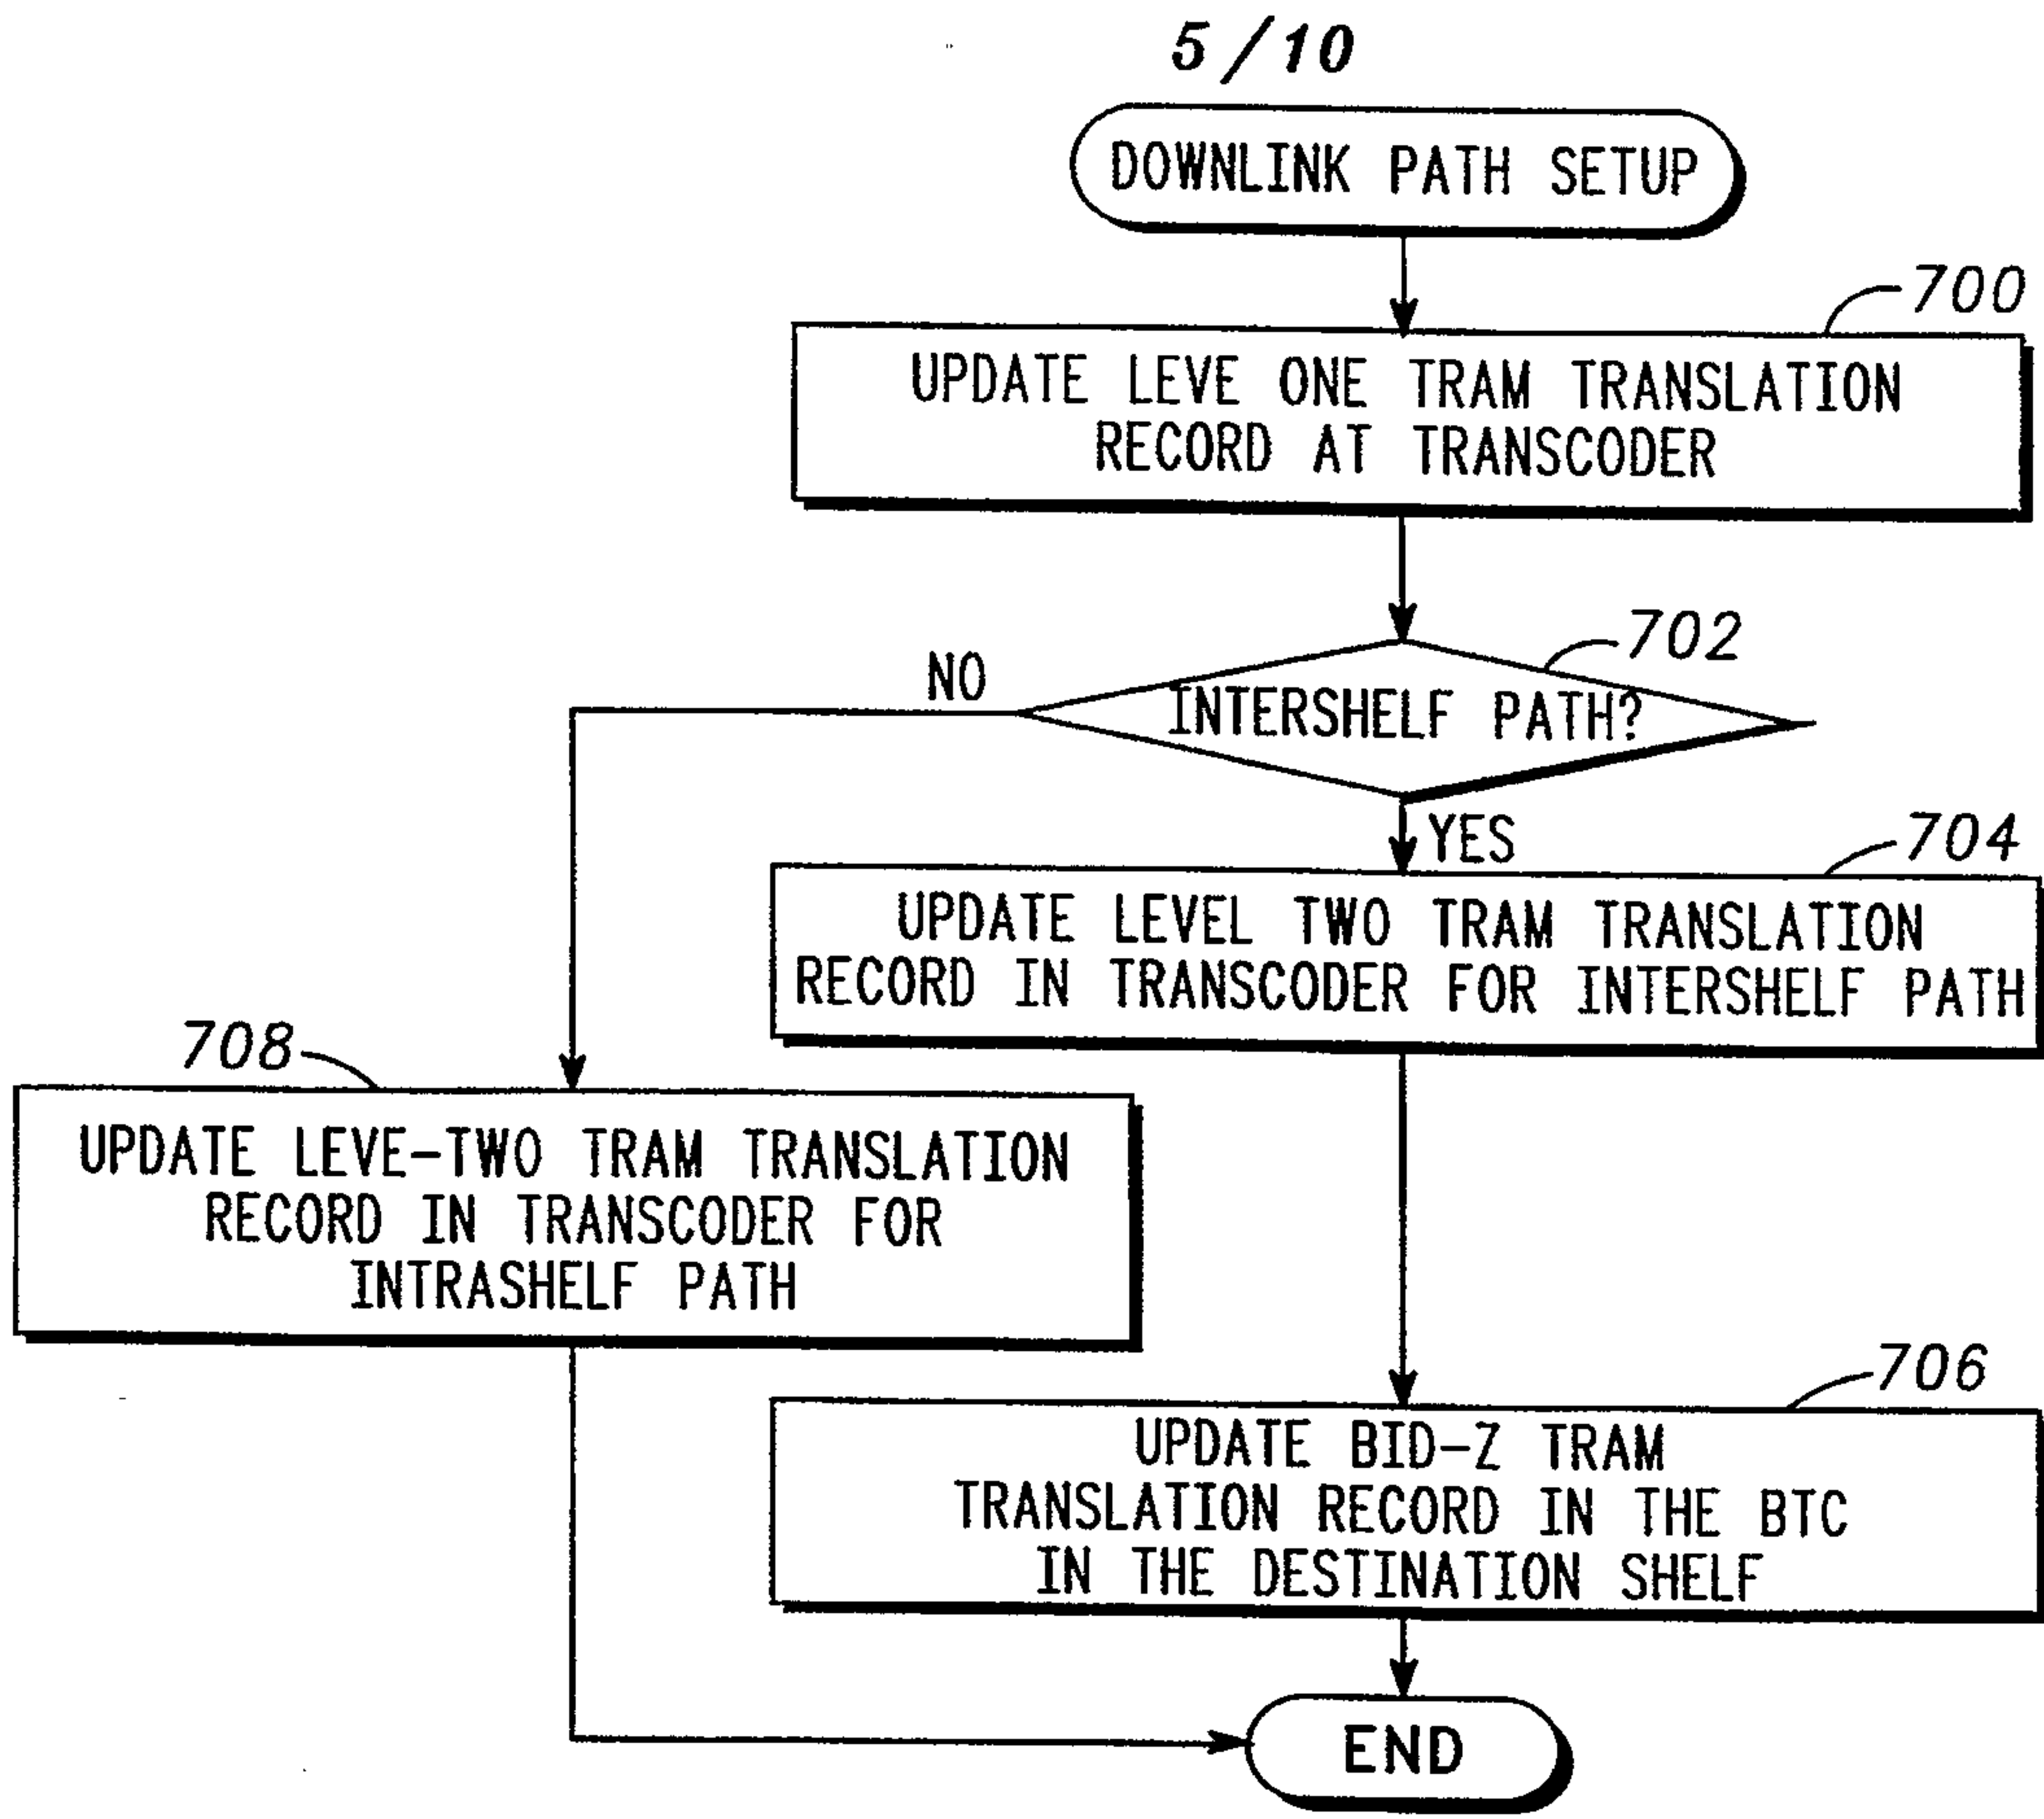 5/10
DOWNLINK PATH SETUP
700
UPDATE LEVE ONE TRAM TRANSLATION
RECORD AT TRANSCODER
702
NO
INTERSHELF PATH?
YES
704
UPDATE LEVEL TWO TRAM TRANSLATION
RECORD IN TRANSCODER FOR INTERSHELF PATH
708
UPDATE LEVE-TWO TRAM TRANSLATION
RECORD IN TRANSCODER FOR
INTRASHELF PATH
706
UPDATE BID-Z TRAM
TRANSLATION RECORD IN THE BTC
IN THE DESTINATION SHELF
END